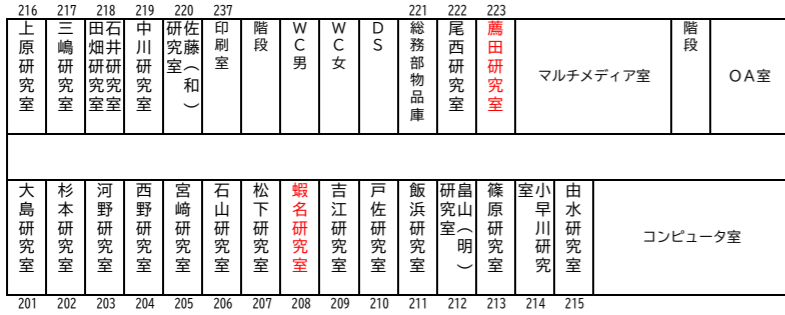 216 217 218 219 220 237 221 222 223
上原研究室
三嶋研究室
石井研究室
田畑研究室
中川研究室
佐藤(和)
研究室
印刷室
階段
WC男
WC女
DS
総務部物品庫
尾西研究室
薦田研究室
マルチメディア室
階段
OA室
大島研究室
杉本研究室
河野研究室
西野研究室
宮﨑研究室
石山研究室
松下研究室
蝦名研究室
吉江研究室
戸佐研究室
飯浜研究室
畠山(明)
研究室
篠原研究室
小早川研究
室
由水研究室
コンピュータ室
201 202 203 204 205 206 207 208 209 210 211 212 213 214 215